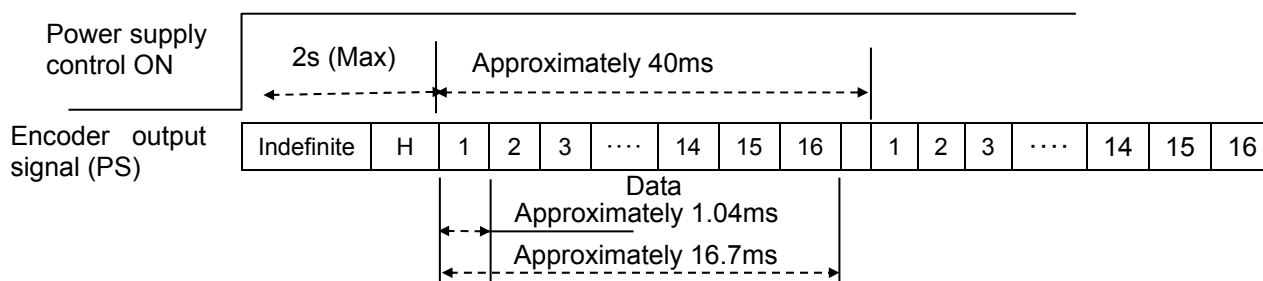 Power supply
control ON
2s (Max)
Approximately 40ms
Encoder output
signal (PS)
Indefinite H 1 2 3 ···· 14 15 16 1 2 3 ···· 14 15 16
Data
Approximately 1.04ms
Approximately 16.7ms